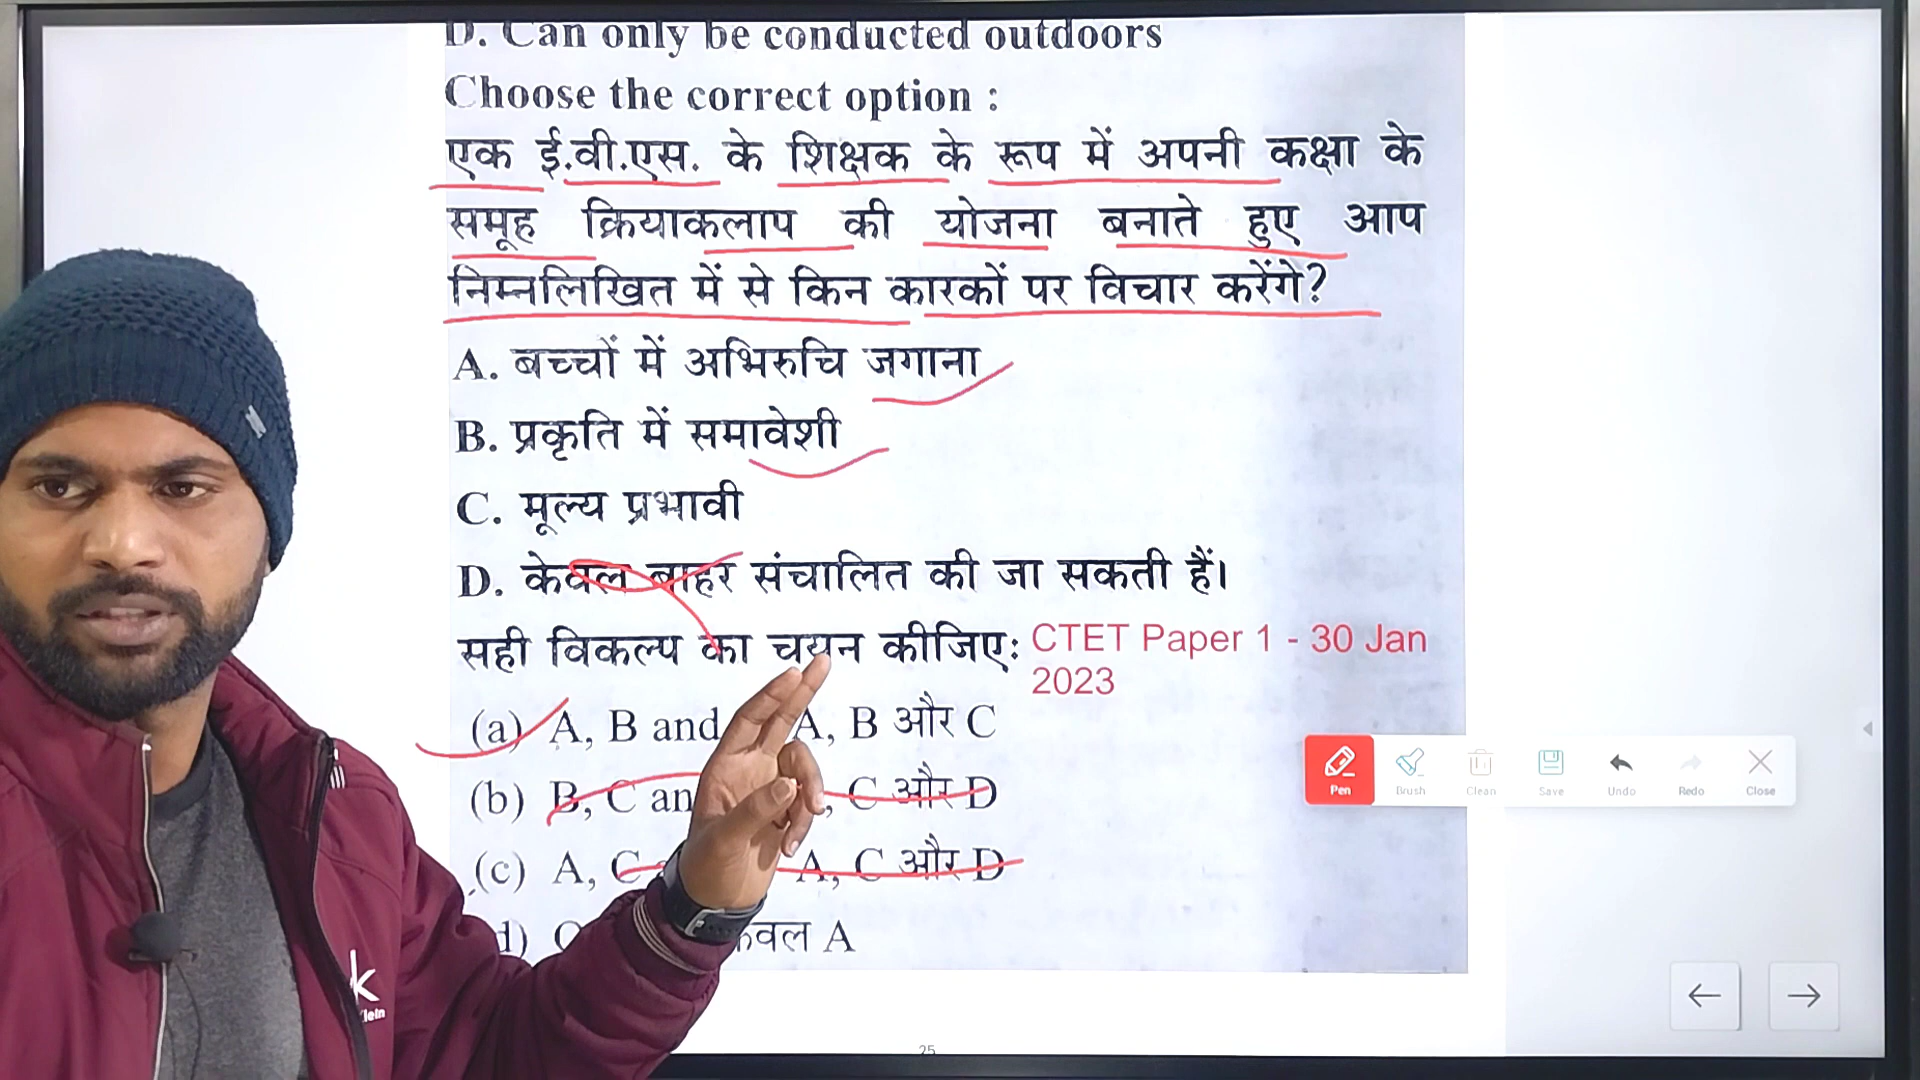 D. Can only be conducted outdoors
Choose the correct option :
एक ई.वी.एस. के शिक्षक के रूप में अपनी कक्षा के
समूह क्रियाकलाप की योजना बनाते हुए आप
निम्नलिखित में से किन कारकों पर विचार करेंगे?
A. बच्चों में अभिरुचि जगाना
B. प्रकृति में समावेशी
C. मूल्य प्रभावी
D. केवल बाहर संचालित की जा सकती हैं।
सही विकल्प का चयन कीजिए: CTET Paper 1 - 30 Jan
2023
(a) A, B and A, B और C
(b) B, C C और D
(c) A, C A, C और D
A
Pen Brush Clean Save Undo Redo Close
k
25